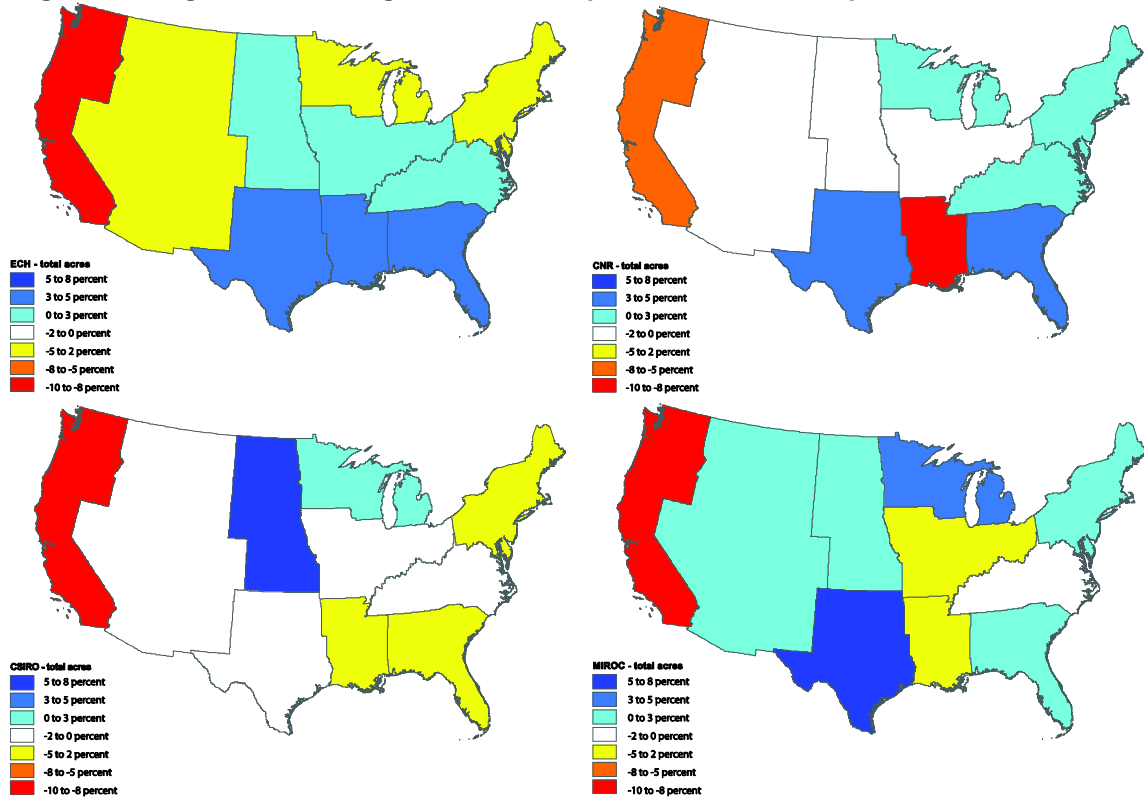 ECH - total acres
5 to 8 percent
3 to 5 percent
0 to 3 percent
-2 to 0 percent
-5 to 2 percent
-8 to -5 percent
-10 to -8 percent
CNR - total acres
5 to 8 percent
3 to 5 percent
0 to 3 percent
-2 to 0 percent
-5 to 2 percent
-8 to -5 percent
-10 to -8 percent
CSIRO - total acres
5 to 8 percent
3 to 5 percent
0 to 3 percent
-2 to 0 percent
-5 to 2 percent
-8 to -5 percent
-10 to -8 percent
MIROC - total acres
5 to 8 percent
3 to 5 percent
0 to 3 percent
-2 to 0 percent
-5 to 2 percent
-8 to -5 percent
-10 to -8 percent